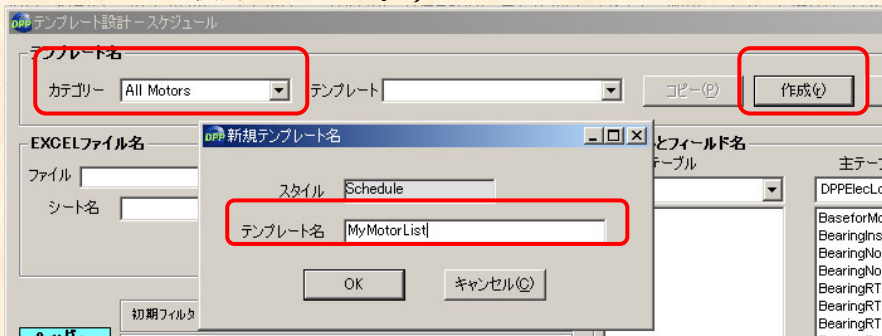 DPP テンプレート設計 - スケジュール
テンプレート名
カテゴリー All Motors テンプレート コピー(P) 作成(r)
EXCELファイル名
ファイル
シート名
DPP 新規テンプレート名
スタイル Schedule
テンプレート名 MyMotorList
OK キャンセル(C)
とフィールド名
テーブル
主テー
DPPElecLo
BaseforMo
BearingIns
BearingNo
BearingNo
BearingRT
BearingRT
BearingRT
初期フィルタ